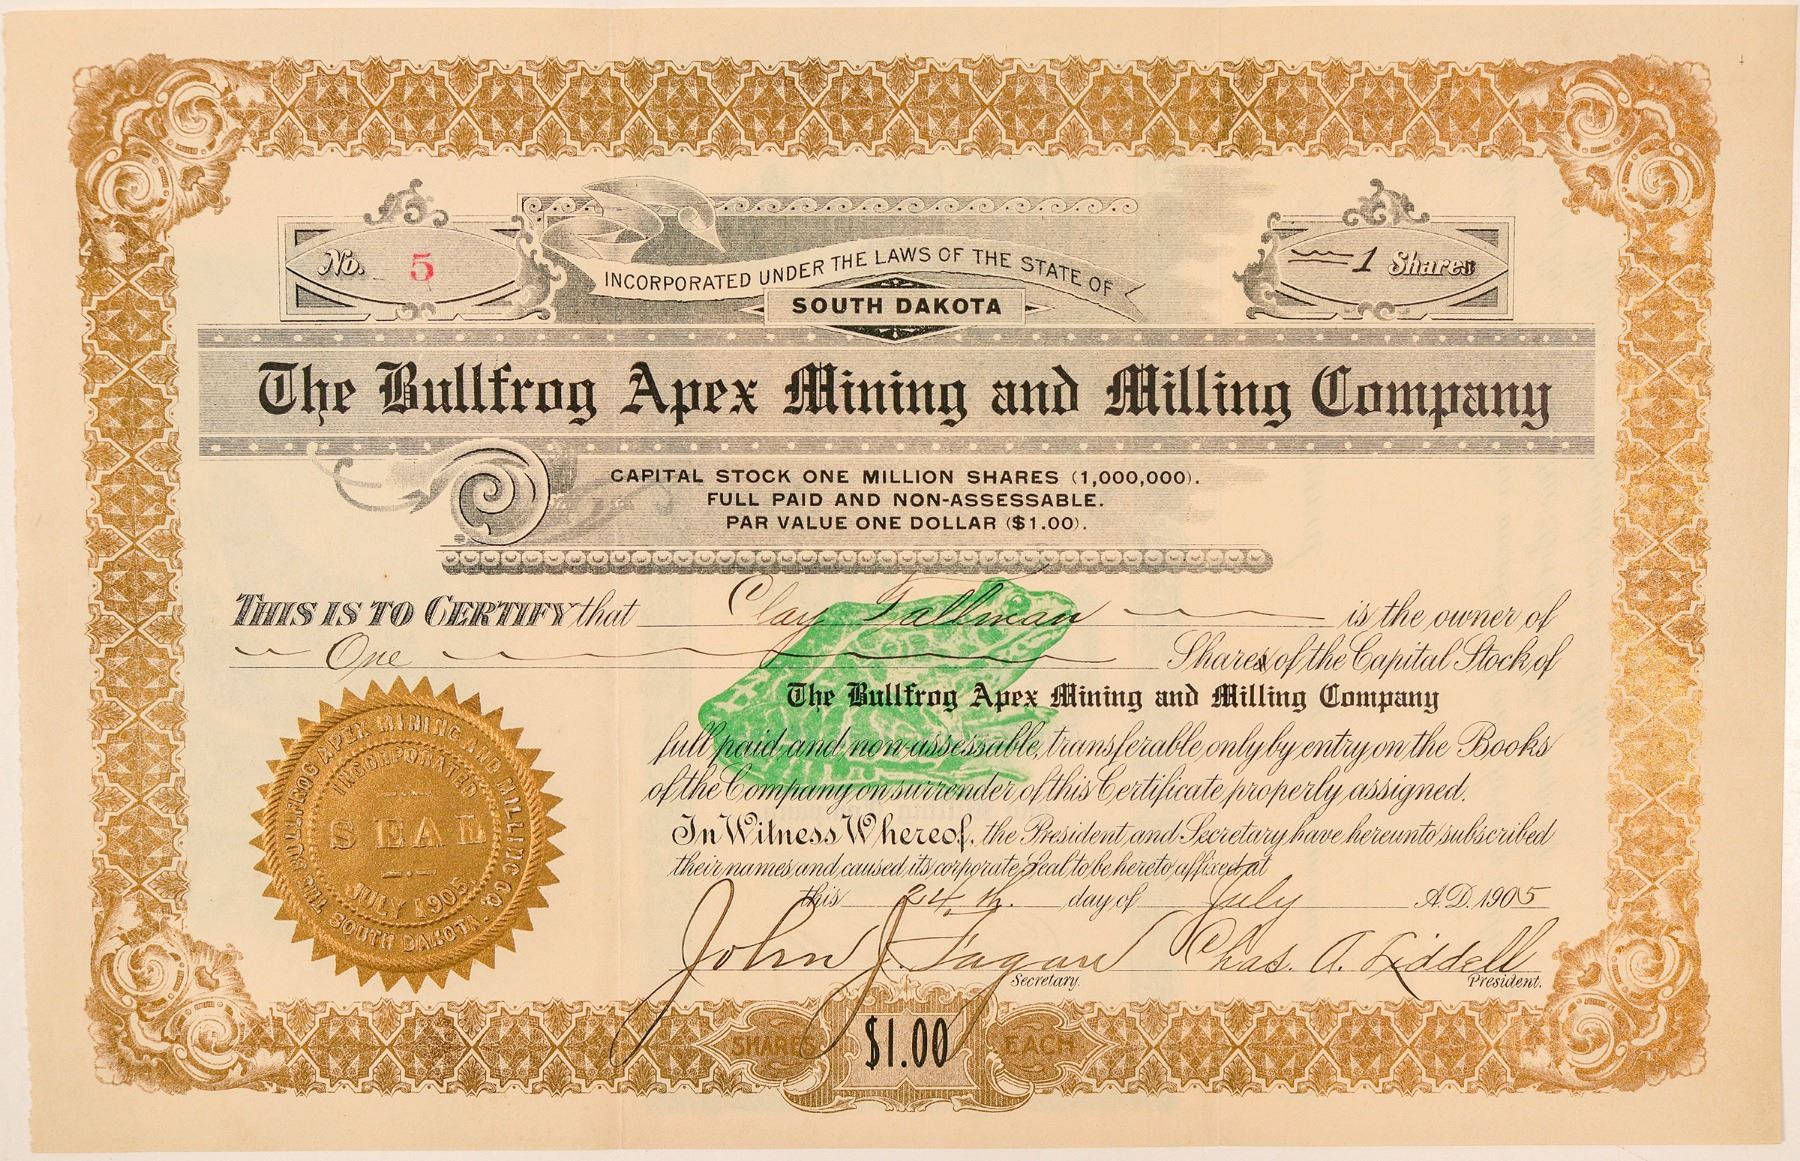 No. 5
1 Shares
INCORPORATED UNDER THE LAWS OF THE STATE OF
SOUTH DAKOTA
The Bullfrog Apex Mining and Milling Company
CAPITAL STOCK ONE MILLION SHARES (1,000,000).
FULL PAID AND NON-ASSESSABLE.
PAR VALUE ONE DOLLAR ($1.00).
THIS IS TO CERTIFY that Clay Tallman is the owner of
One Shares of the Capital Stock of
The Bullfrog Apex Mining and Milling Company
full paid and non-assessable, transferable only by entry on the Books
of the Company on surrender of this Certificate properly assigned.
In Witness Whereof, the President and Secretary have hereunto subscribed
their names and caused its corporate Seal to be hereto affixed at
this 24th. day of July A.D. 1905
John J. Fagan Chas. A. Liddell
Secretary. President.
BULLFROG APEX MINING AND MILLING CO.
INCORPORATED
SEAL
JULY 1905
SOUTH DAKOTA.
SHARES $1.00 EACH